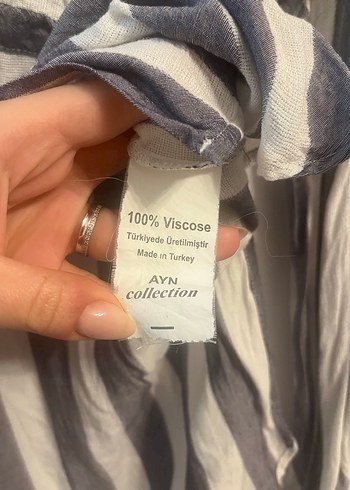 100% Viscose
Türkiyede Üretilmiştir
Made in Turkey
AYN
collection